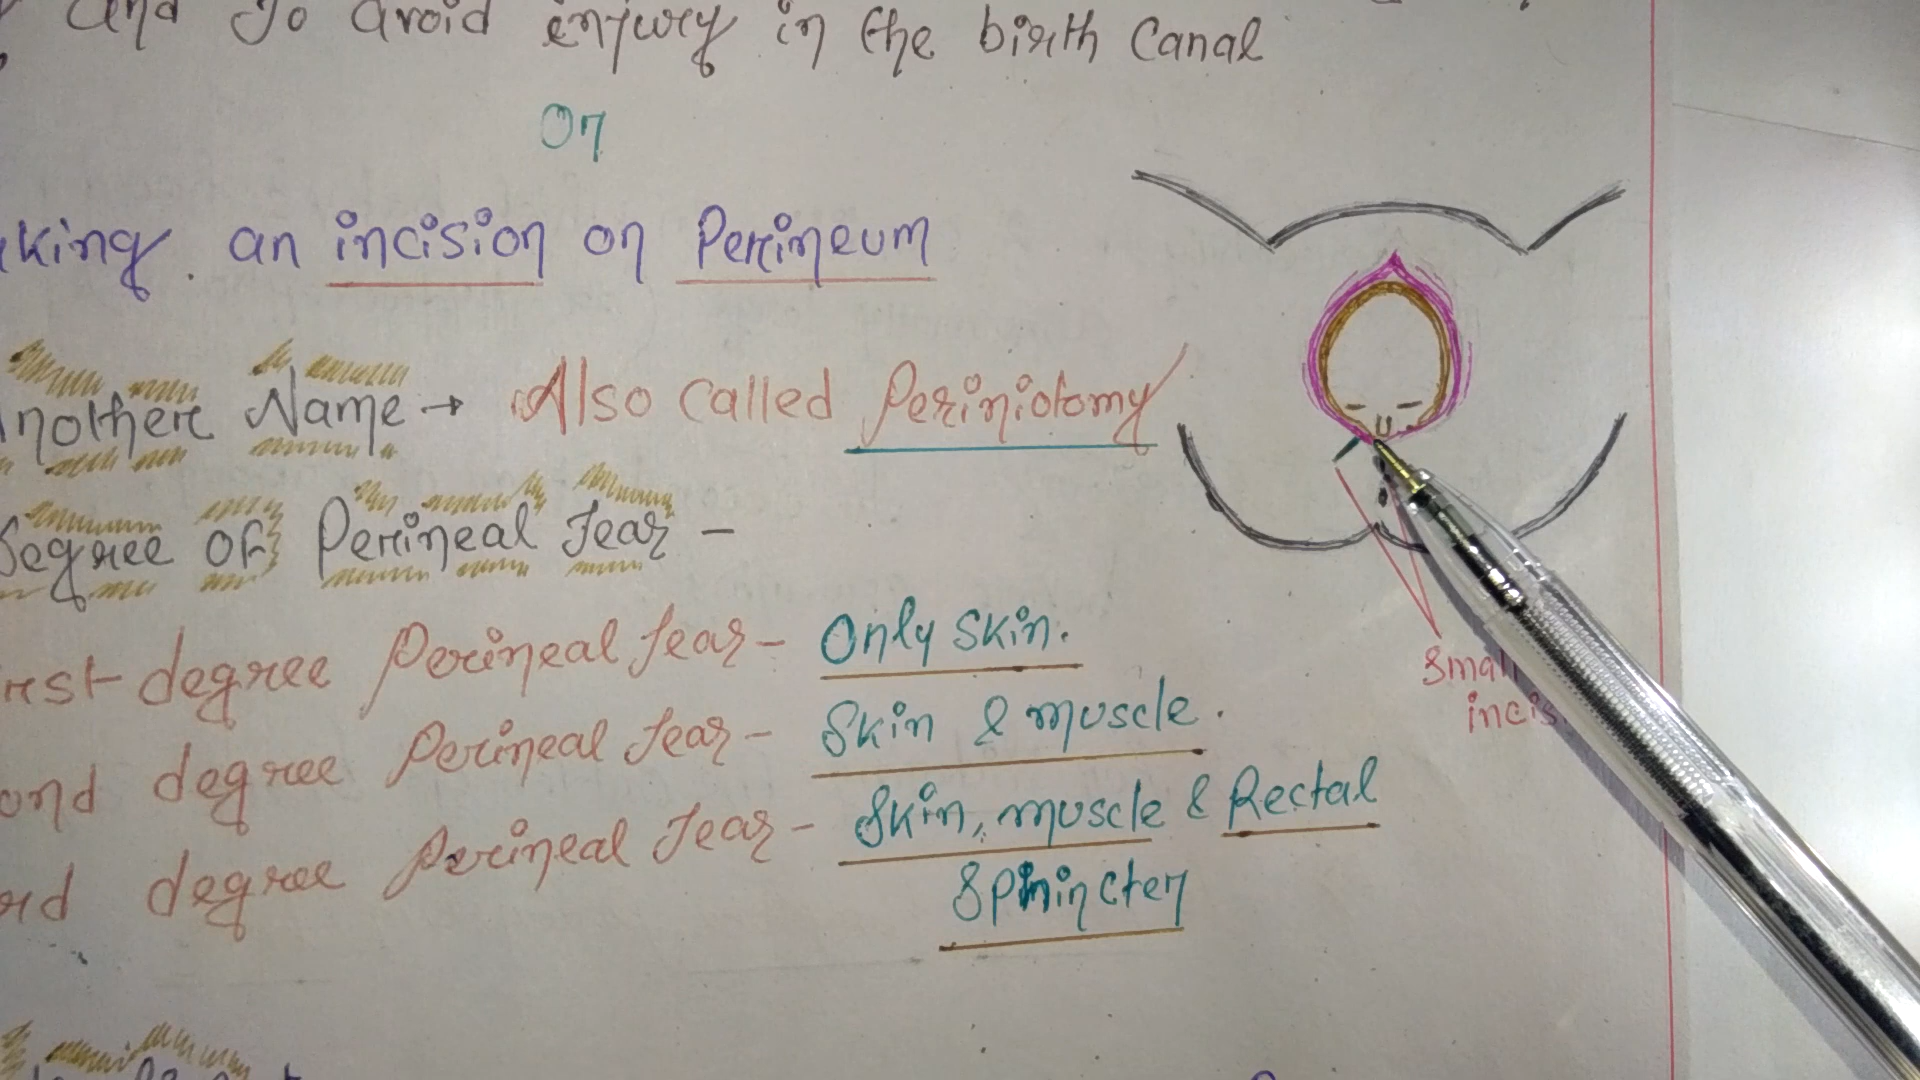 and To avoid injury in the birth canal
Or
king an incision on Perineum
Another Name → Also called Periniotomy
Degree of Perineal Tear -
rst degree Perineal Tear - Only skin.
ond degree Perineal Tear - Skin & muscle.
rd degree Perineal Tear - Skin, muscle & Rectal
Sphincter
Small
incis